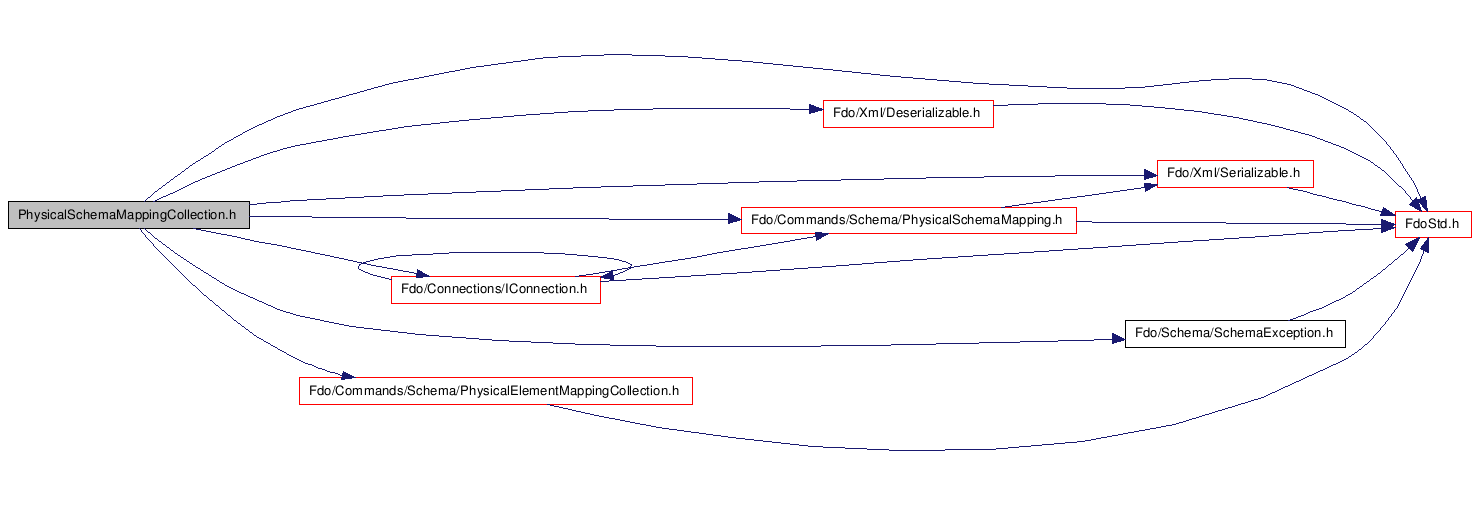 Fdo/Xml/Deserializable.h
Fdo/Xml/Serializable.h
PhysicalSchemaMappingCollection.h
Fdo/Commands/Schema/PhysicalSchemaMapping.h
FdoStd.h
Fdo/Connections/IConnection.h
Fdo/Schema/SchemaException.h
Fdo/Commands/Schema/PhysicalElementMappingCollection.h